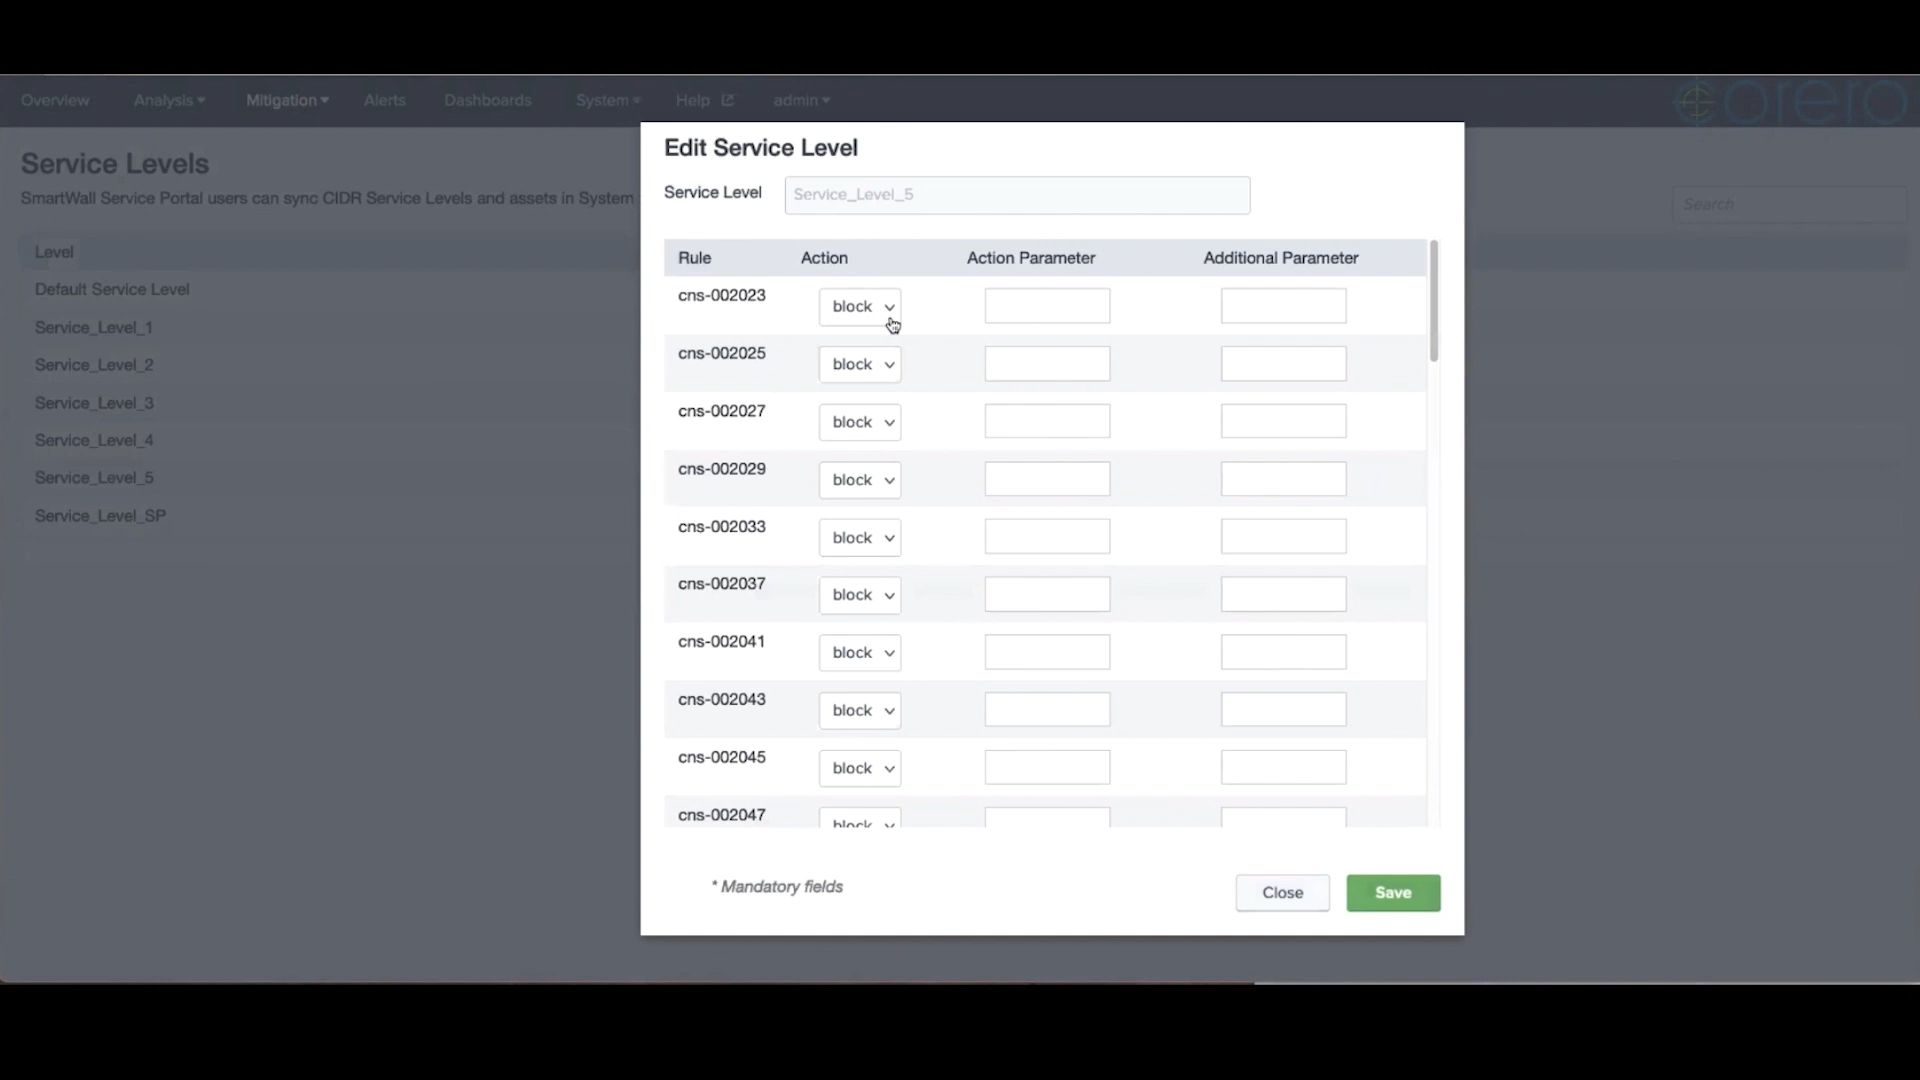 Overview Analysis Mitigation Alerts Dashboards System Help admin
corero
Service Levels
SmartWall Service Portal users can sync CIDR Service Levels and assets in System
Search
Level
Default Service Level
Service_Level_1
Service_Level_2
Service_Level_3
Service_Level_4
Service_Level_5
Service_Level_SP
Edit Service Level
Service Level Service_Level_5
Rule Action Action Parameter Additional Parameter
cns-002023 block
cns-002025 block
cns-002027 block
cns-002029 block
cns-002033 block
cns-002037 block
cns-002041 block
cns-002043 block
cns-002045 block
cns-002047 block
* Mandatory fields
Close Save